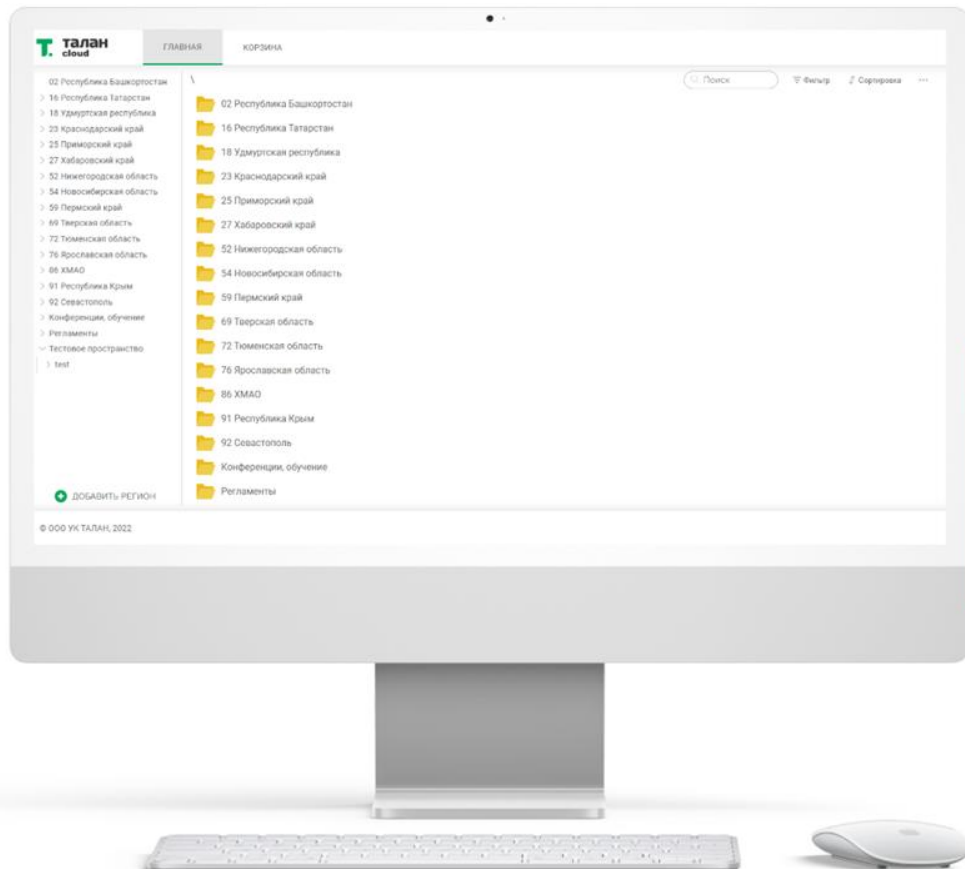 Т. талан
cloud
ГЛАВНАЯ
КОРЗИНА
02 Республика Башкортостан
16 Республика Татарстан
18 Удмуртская республика
23 Краснодарский край
25 Приморский край
27 Хабаровский край
52 Нижегородская область
54 Новосибирская область
59 Пермский край
69 Тверская область
72 Тюменская область
76 Ярославская область
86 ХМАО
91 Республика Крым
92 Севастополь
Конференции, обучение
Регламенты
Тестовое пространство
test
ДОБАВИТЬ РЕГИОН
\
Поиск
Фильтр
Сортировка
02 Республика Башкортостан
16 Республика Татарстан
18 Удмуртская республика
23 Краснодарский край
25 Приморский край
27 Хабаровский край
52 Нижегородская область
54 Новосибирская область
59 Пермский край
69 Тверская область
72 Тюменская область
76 Ярославская область
86 ХМАО
91 Республика Крым
92 Севастополь
Конференции, обучение
Регламенты
© ООО УК ТАЛАН, 2022